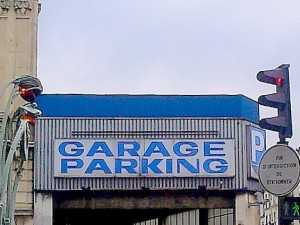 GARAGE
PARKING
P
FIN
D'INTERDICTION
DE
STATIONNER